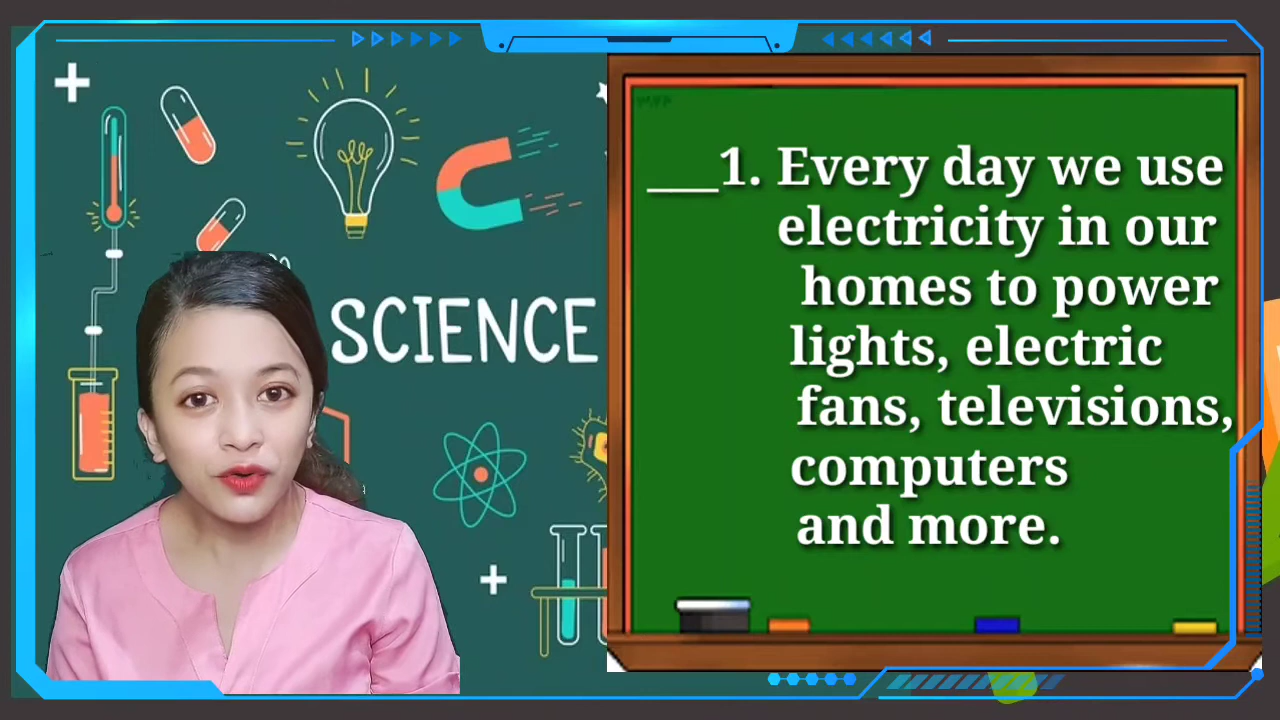 SCIENCE
___1. Every day we use
electricity in our
homes to power
lights, electric
fans, televisions,
computers
and more.